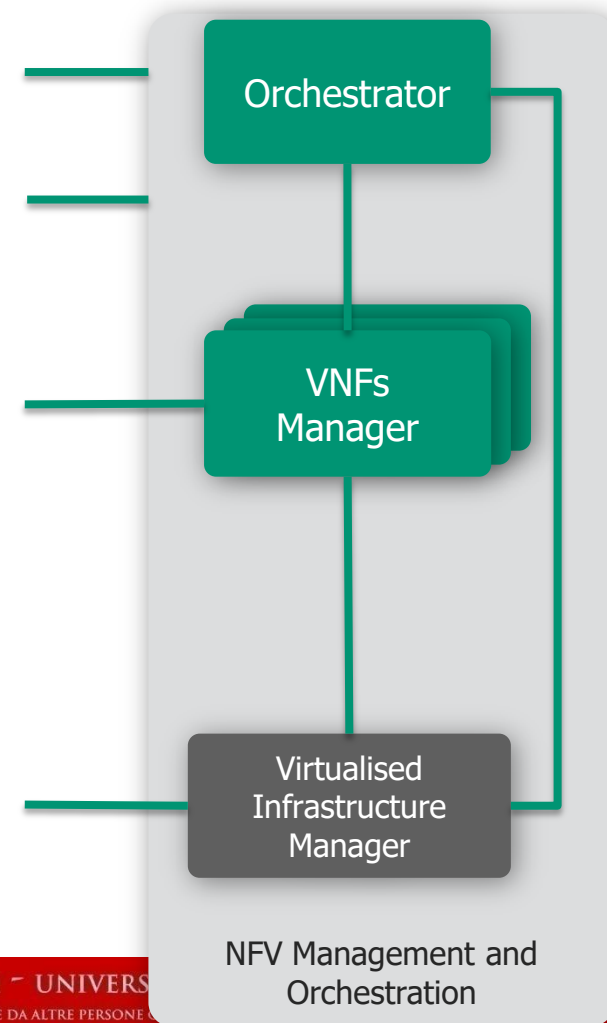 Orchestrator
VNFs
Manager
Virtualised
Infrastructure
Manager
NFV Management and
Orchestration
- UNIVERS
DA ALTRE PERSONE